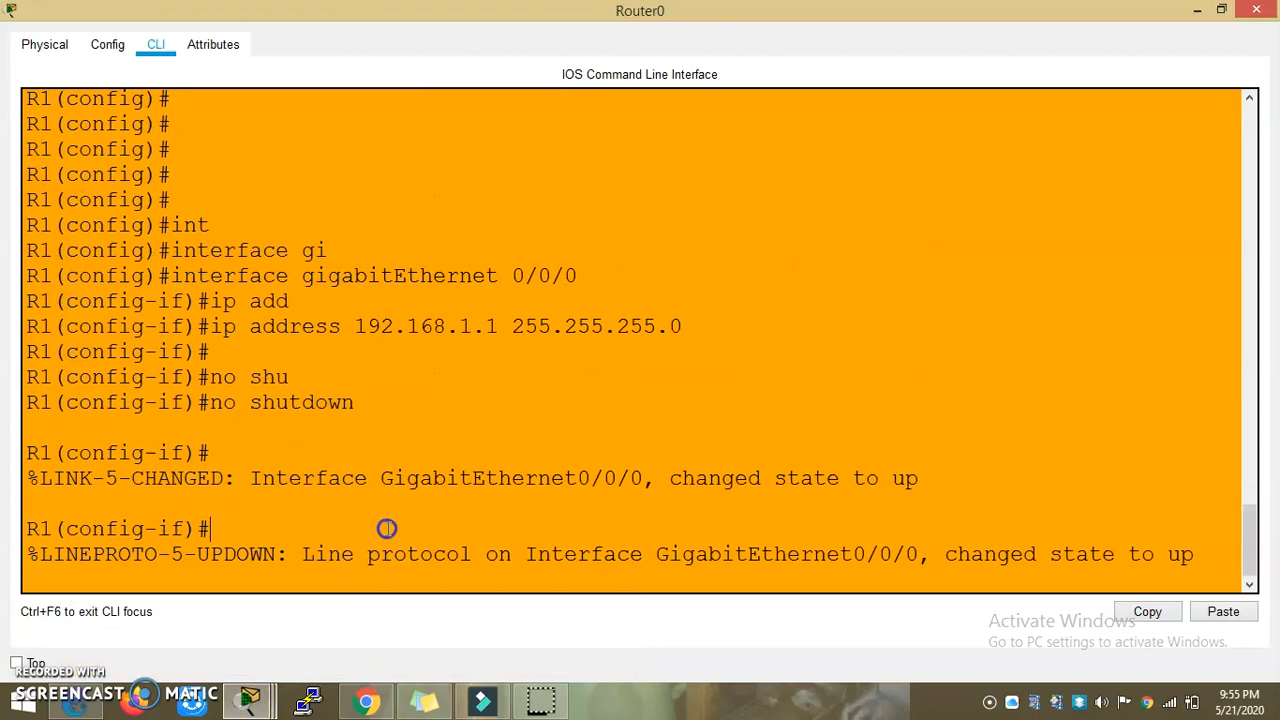 Router0
Physical Config CLI Attributes
IOS Command Line Interface
R1(config)#
R1(config)#
R1(config)#
R1(config)#
R1(config)#
R1(config)#int
R1(config)#interface gi
R1(config)#interface gigabitEthernet 0/0/0
R1(config-if)#ip add
R1(config-if)#ip address 192.168.1.1 255.255.255.0
R1(config-if)#
R1(config-if)#no shu
R1(config-if)#no shutdown
R1(config-if)#
%LINK-5-CHANGED: Interface GigabitEthernet0/0/0, changed state to up
R1(config-if)#
%LINEPROTO-5-UPDOWN: Line protocol on Interface GigabitEthernet0/0/0, changed state to up
Ctrl+F6 to exit CLI focus
Copy Paste
Activate Windows
Go to PC settings to activate Windows.
Top
RECORDED WITH
SCREENCAST MATIC
9:55 PM
5/21/2020